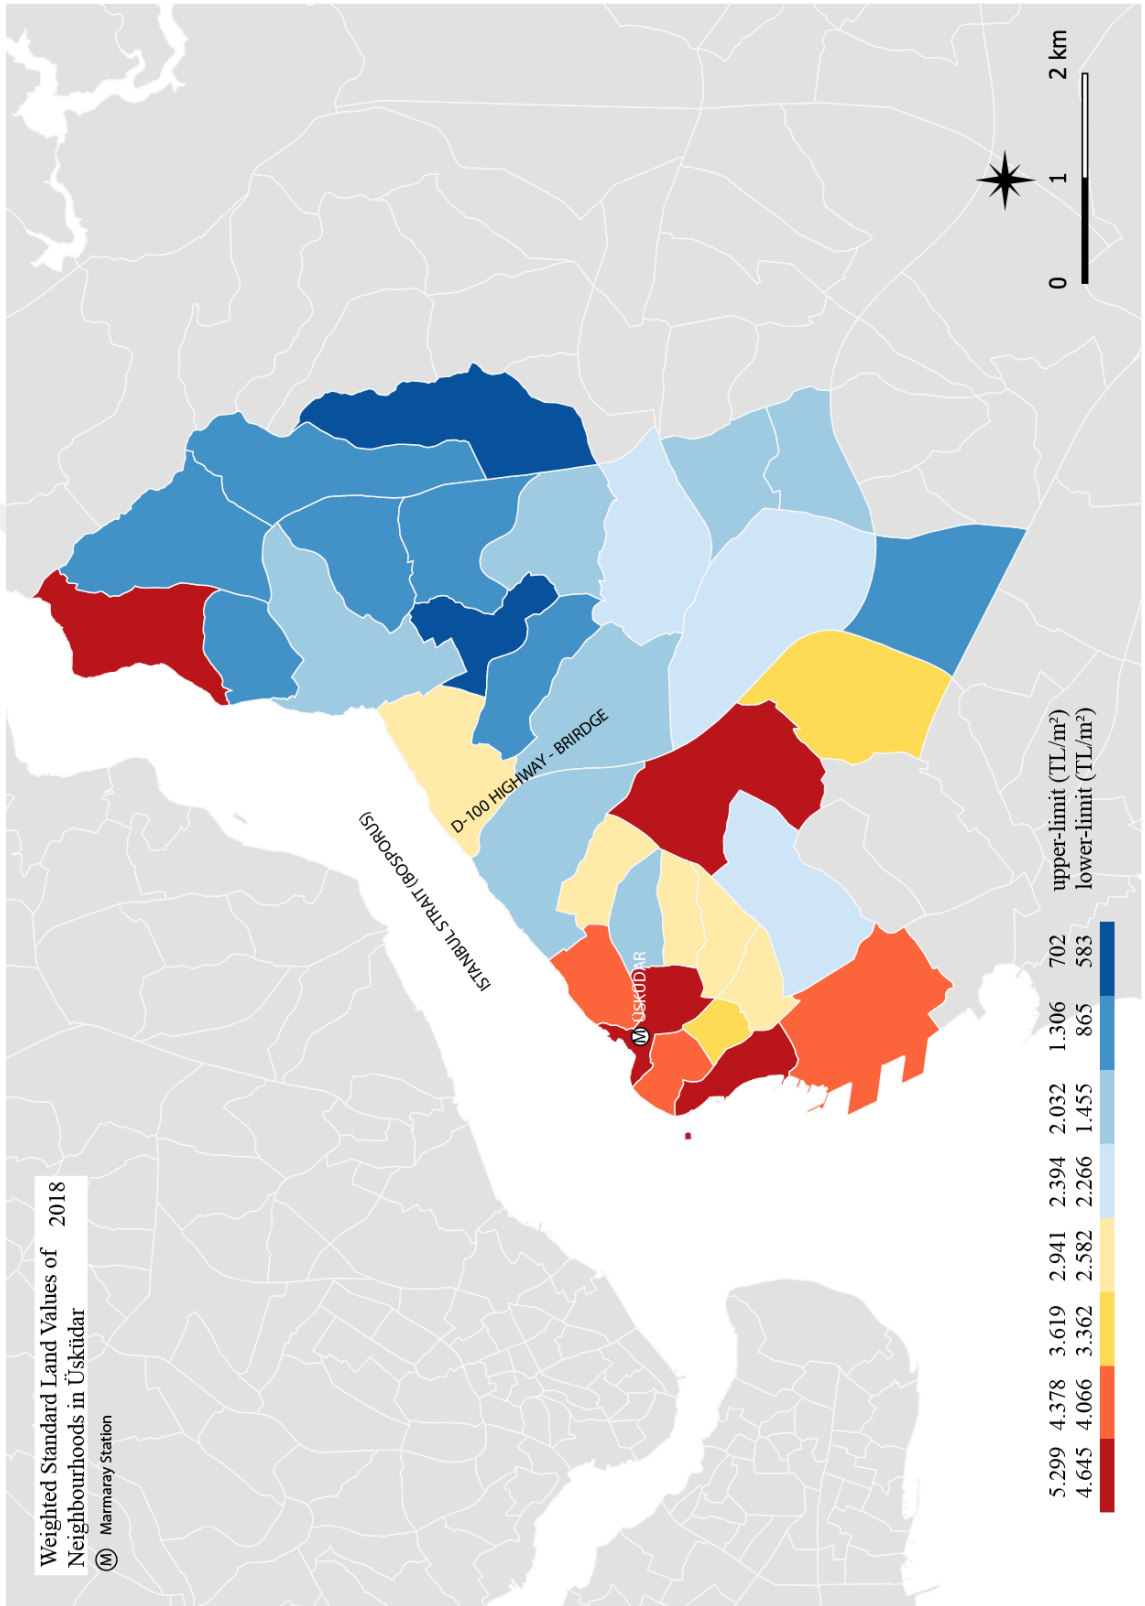 Weighted Standard Land Values of 2018
Neighbourhoods in Üsküdar
M Marmaray Station
ISTANBUL STRAIT (BOSPORUS)
D-100 HIGHWAY - BRIRDGE
M ÜSKÜDAR
5.299 4.378 3.619 2.941 2.394 2.032 1.306 702 upper-limit (TL/m²)
4.645 4.066 3.362 2.582 2.266 1.455 865 583 lower-limit (TL/m²)
0 1 2 km